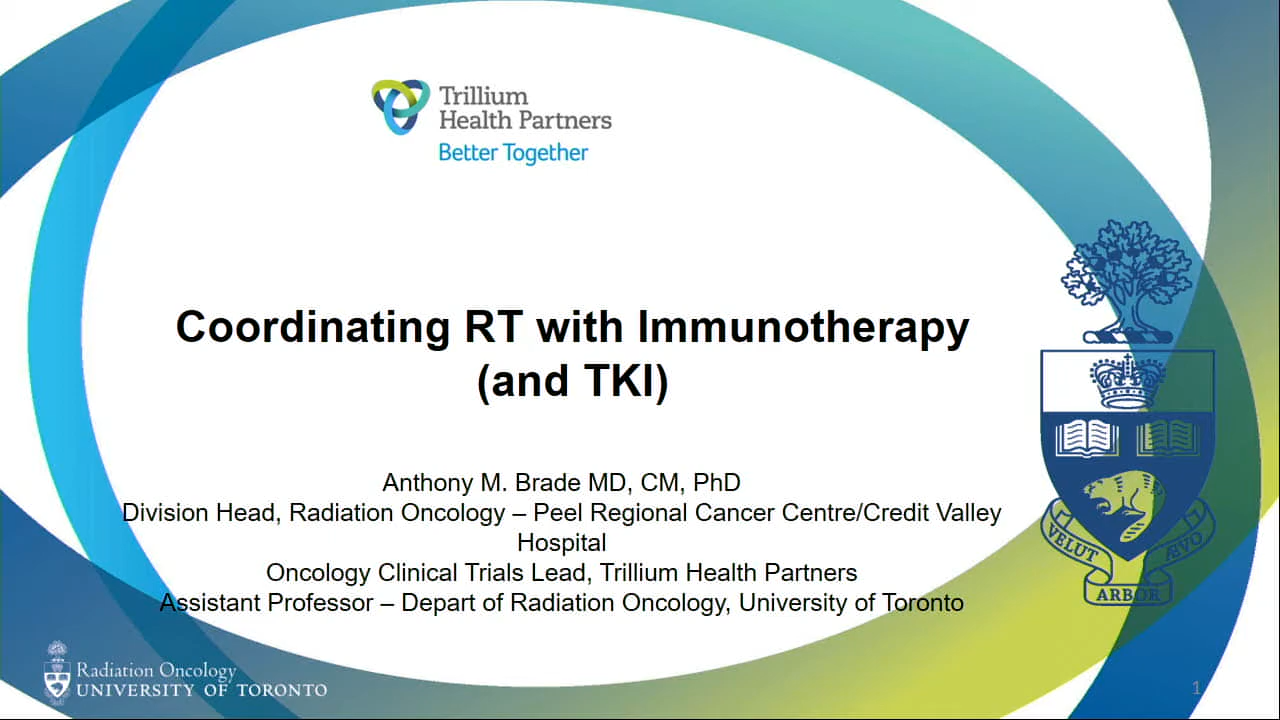 Trillium
Health Partners
Better Together
Coordinating RT with Immunotherapy
(and TKI)
Anthony M. Brade MD, CM, PhD
Division Head, Radiation Oncology – Peel Regional Cancer Centre/Credit Valley
Hospital
Oncology Clinical Trials Lead, Trillium Health Partners
Assistant Professor – Depart of Radiation Oncology, University of Toronto
VELUT
ARBOR
ÆVO
Radiation Oncology
UNIVERSITY OF TORONTO
1